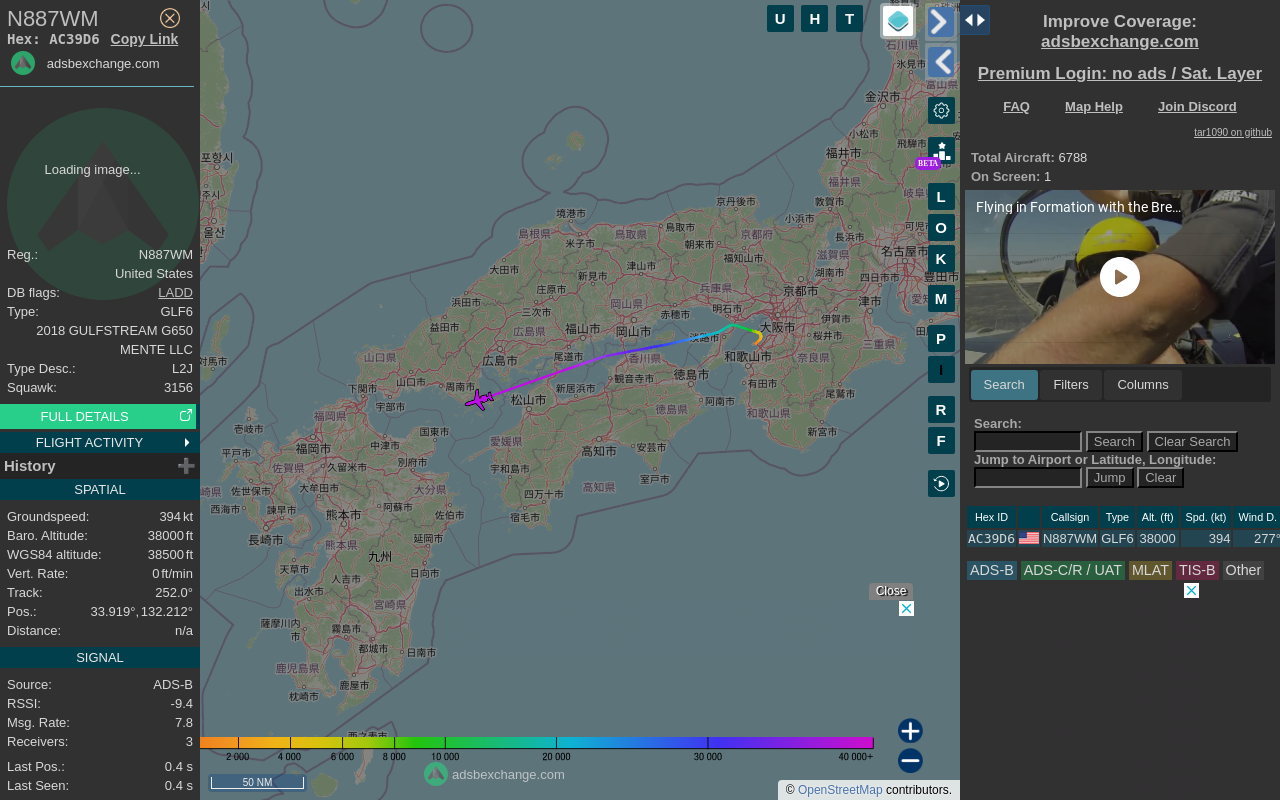 N887WM
Hex: AC39D6 Copy Link
adsbexchange.com
Loading image...
Reg.: N887WM
United States
DB flags: LADD
Type: GLF6
2018 GULFSTREAM G650
MENTE LLC
Type Desc.: L2J
Squawk: 3156
FULL DETAILS
FLIGHT ACTIVITY
History
SPATIAL
Groundspeed: 394 kt
Baro. Altitude: 38000 ft
WGS84 altitude: 38500 ft
Vert. Rate: 0 ft/min
Track: 252.0°
Pos.: 33.919°, 132.212°
Distance: n/a
SIGNAL
Source: ADS-B
RSSI: -9.4
Msg. Rate: 7.8
Receivers: 3
Last Pos.: 0.4 s
Last Seen: 0.4 s
U H T
石川県
氷見市
富山県
金沢市
小松市
飛騨市
福井市
福井県
岐阜県
포항시
울산
BETA
L
O
K
M
P
I
R
F
境港市
京丹後市
敦賀市
小浜市
島根県
鳥取県
鳥取市
京都府
長浜市
可児市
米子市
朝来市
滋賀県
名古屋市
大田市
津山市
福知山市
湖南市
四日市市
豊田市
新見市
兵庫県
京都市
津市
庄原市
浜田市
岡山県
明石市
三次市
赤穂市
伊賀市
益田市
広島県
福山市
岡山市
大阪市
桜井市
淡路市
三重県
対馬市
山口県
広島市
尾道市
香川県
和歌山市
奈良県
山口市
周南市
新居浜市
観音寺市
徳島市
有田市
下関市
宇部市
松山市
徳島県
阿南市
尾鷲市
福岡県
和歌山県
壱岐市
国東市
愛媛県
新宮市
平戸市
福岡市
中津市
高知市
安芸市
佐賀県
久留米市
別府市
宇和島市
室戸市
佐世保市
大牟田市
大分県
四万十市
高知県
西海市
諫早市
熊本市
阿蘇市
佐伯市
宿毛市
長崎市
延岡市
熊本県
九州
天草市
人吉市
日向市
出水市
宮崎県
薩摩川内市
霧島市
都城市
日南市
鹿児島県
鹿屋市
枕崎市
西之表市
Close
2 000 4 000 6 000 8 000 10 000 20 000 30 000 40 000+
adsbexchange.com
50 NM
© OpenStreetMap contributors.
Improve Coverage:
adsbexchange.com
Premium Login: no ads / Sat. Layer
FAQ Map Help Join Discord
tar1090 on github
Total Aircraft: 6788
On Screen: 1
Flying in Formation with the Bre...
Search Filters Columns
Search:
Search Clear Search
Jump to Airport or Latitude, Longitude:
Jump Clear
Hex ID Callsign Type Alt. (ft) Spd. (kt) Wind D.
AC39D6 N887WM GLF6 38000 394 277°
ADS-B ADS-C/R / UAT MLAT TIS-B Other